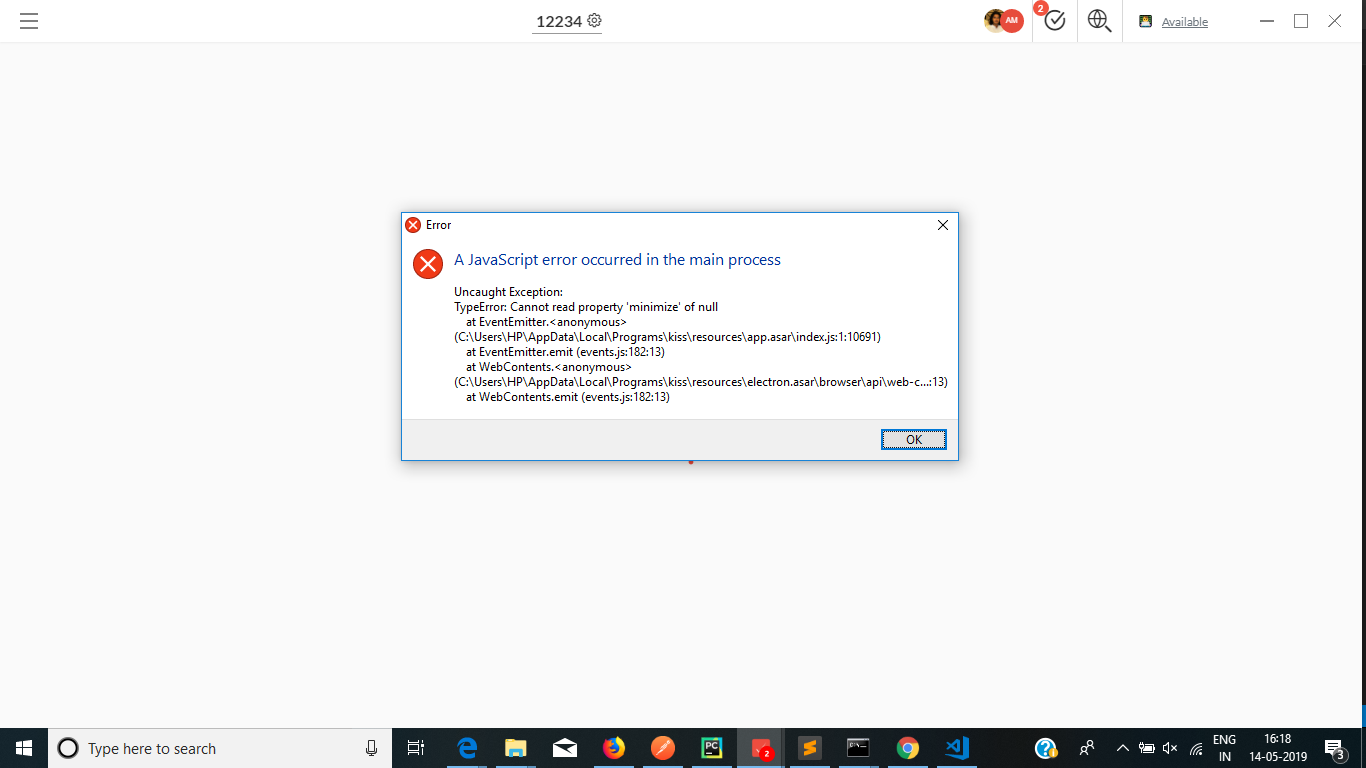 12234
AM
2
Available
Error
A JavaScript error occurred in the main process
Uncaught Exception:
TypeError: Cannot read property 'minimize' of null
at EventEmitter.<anonymous>
(C:\Users\HP\AppData\Local\Programs\kiss\resources\app.asar\index.js:1:10691)
at EventEmitter.emit (events.js:182:13)
at WebContents.<anonymous>
(C:\Users\HP\AppData\Local\Programs\kiss\resources\electron.asar\browser\api\web-c...:13)
at WebContents.emit (events.js:182:13)
OK
Type here to search
PC
2
ENG
IN
16:18
14-05-2019
3